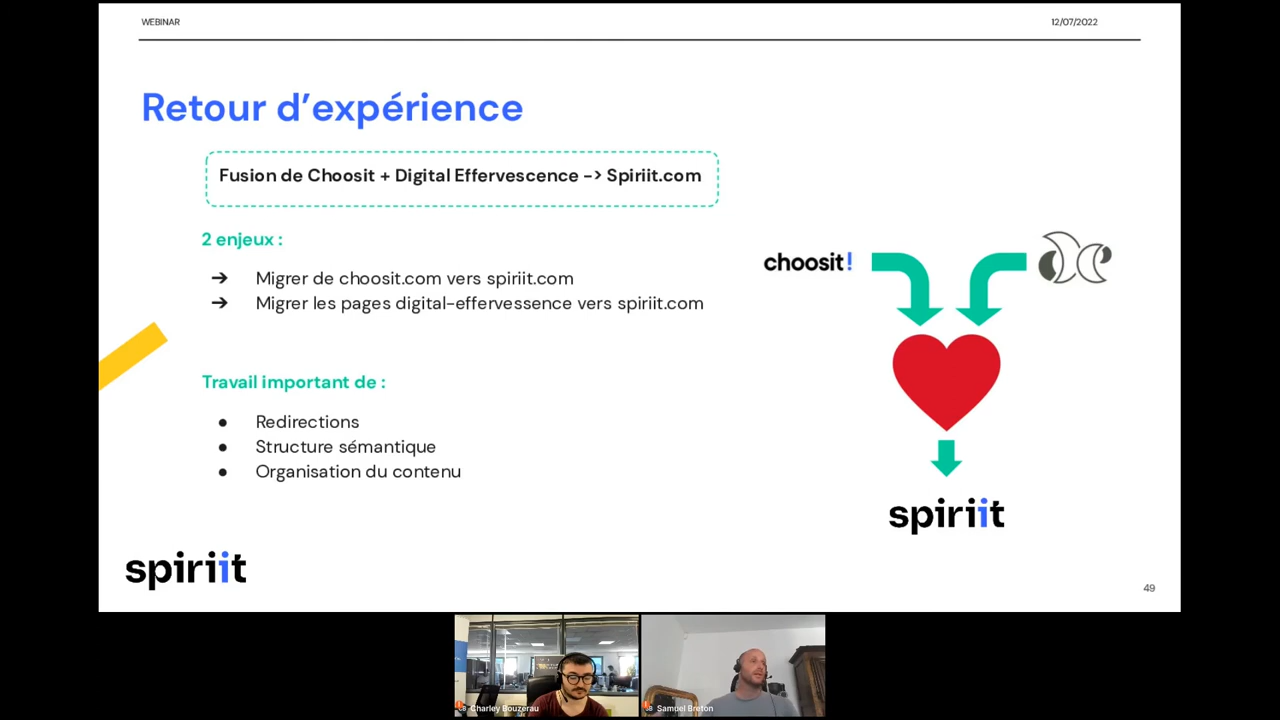 WEBINAR
12/07/2022
Retour d’expérience
Fusion de Choosit + Digital Effervescence -> Spiriit.com
2 enjeux :
➔ Migrer de choosit.com vers spiriit.com
➔ Migrer les pages digital-effervessence vers spiriit.com
choosit!
Travail important de :
● Redirections
● Structure sémantique
● Organisation du contenu
spiriit
spiriit
49
Charley Bouzerau
Samuel Breton